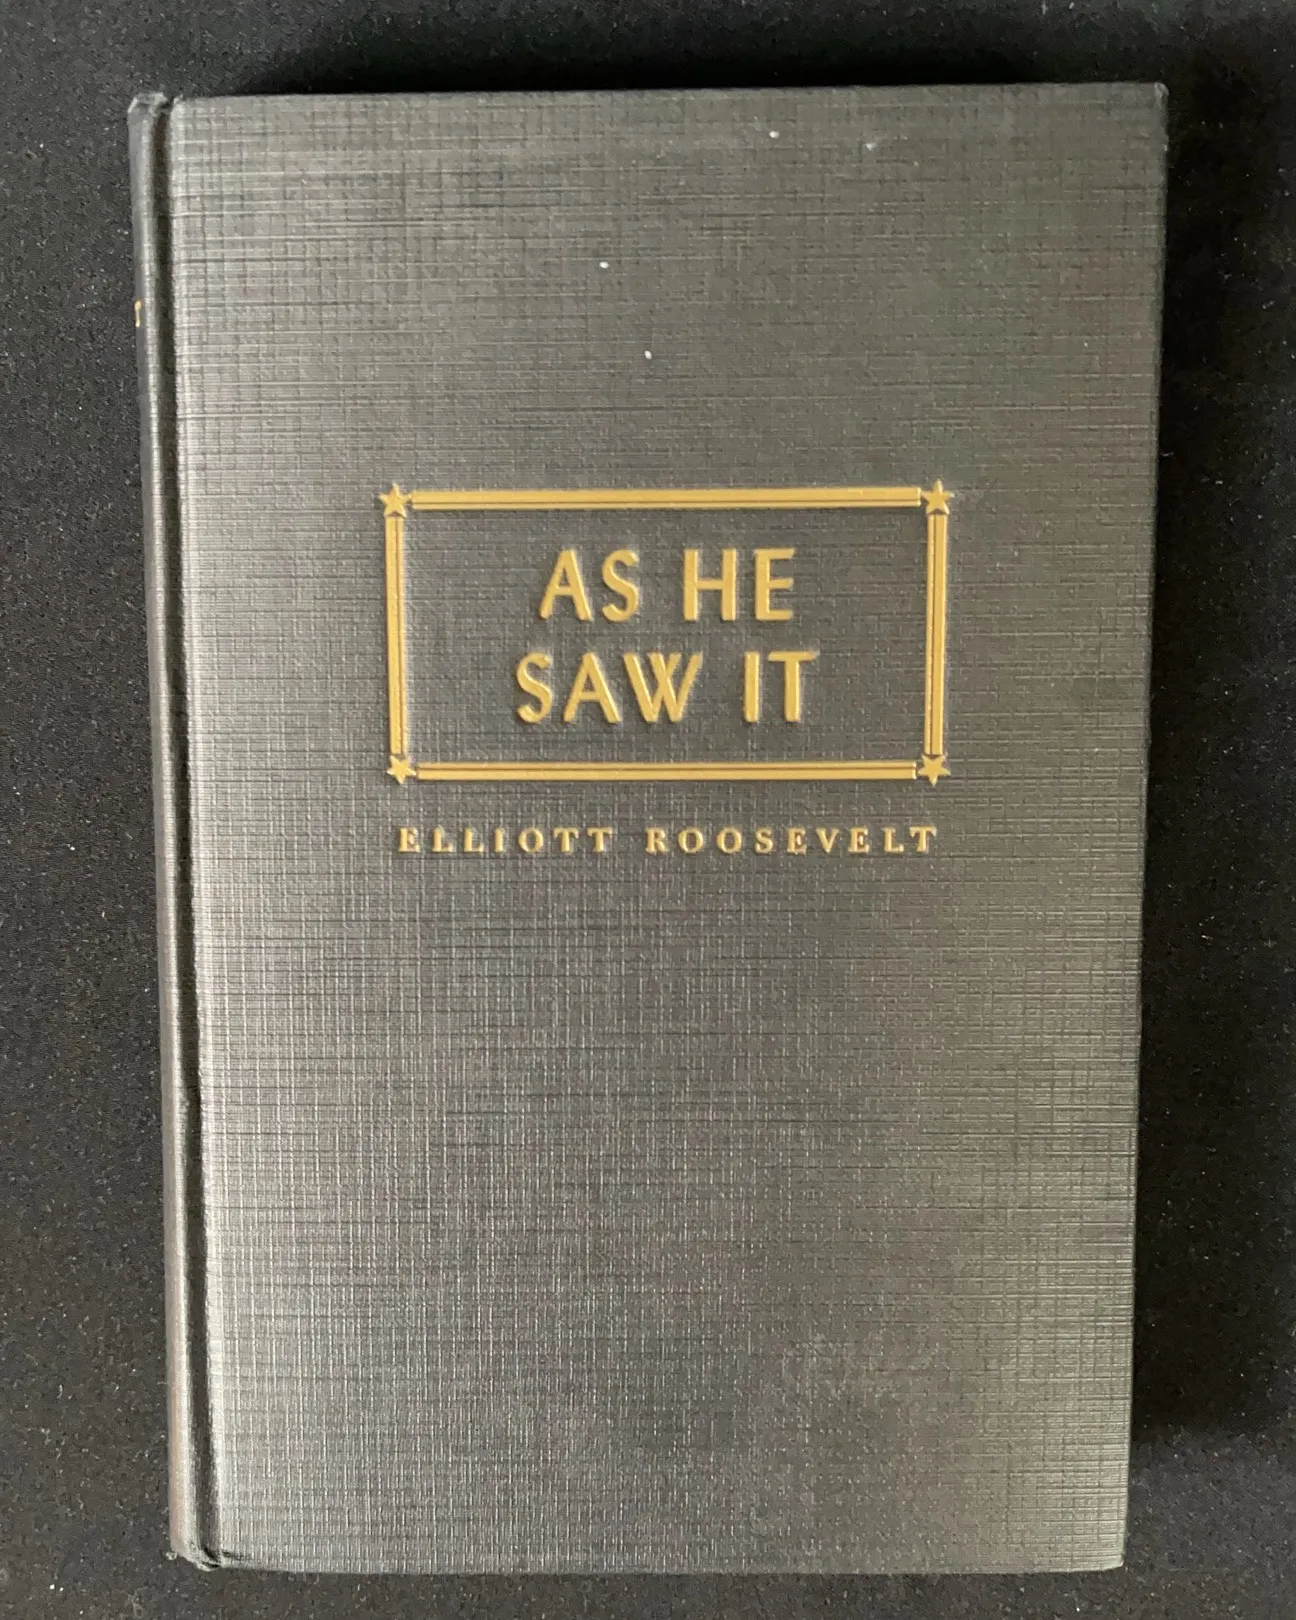 AS HE
SAW IT
ELLIOTT ROOSEVELT